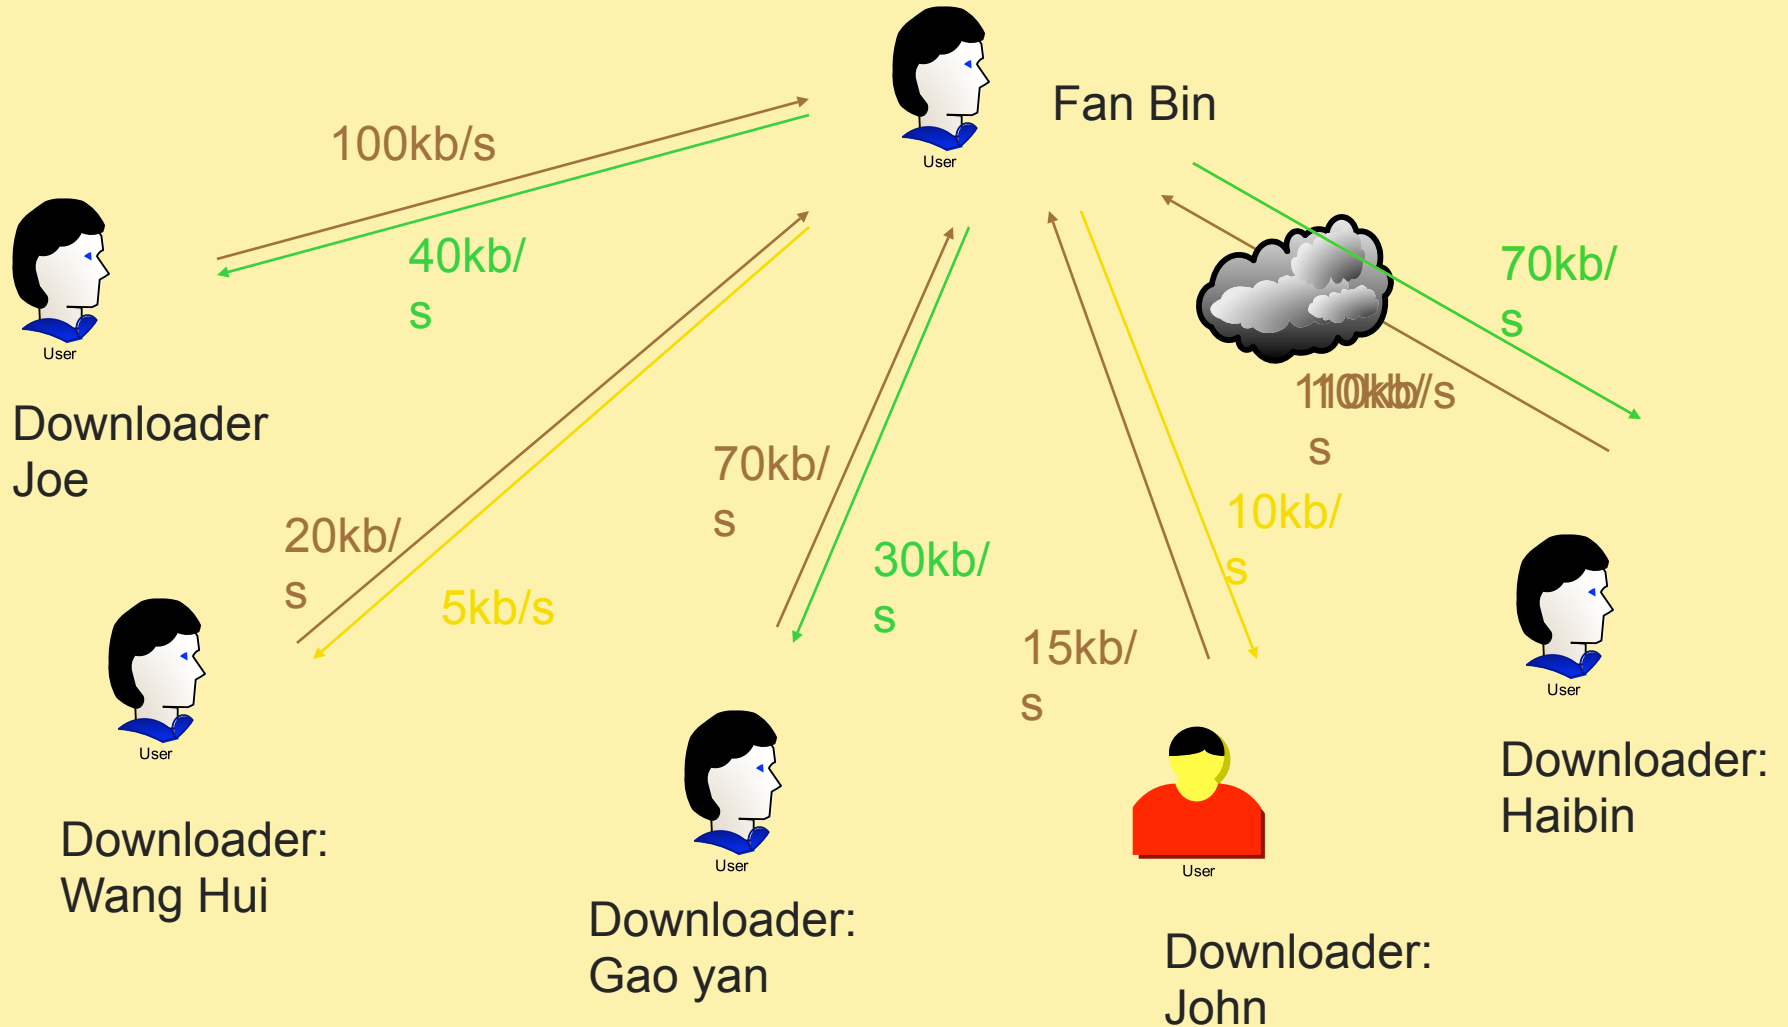 User
Fan Bin
100kb/s
40kb/
s
70kb/
s
User
Downloader
Joe
70kb/
s
10kb/
s
20kb/
s
30kb/
s
5kb/s
15kb/
s
User
User
User
User
Downloader:
Haibin
Downloader:
Wang Hui
Downloader:
Gao yan
Downloader:
John